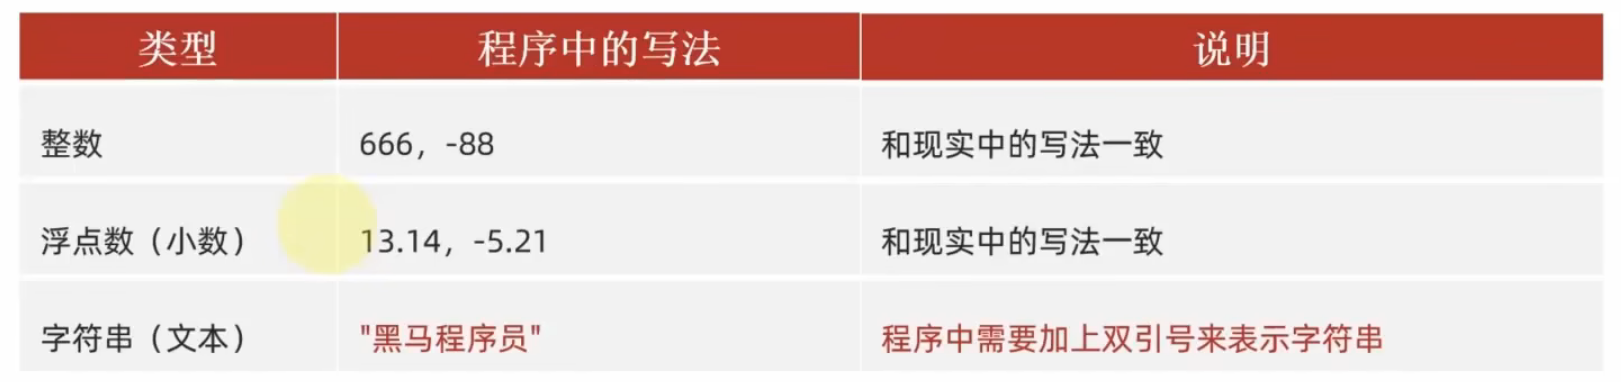 类型 程序中的写法 说明
整数 666，-88 和现实中的写法一致
浮点数（小数） 13.14，-5.21 和现实中的写法一致
字符串（文本） "黑马程序员" 程序中需要加上双引号来表示字符串